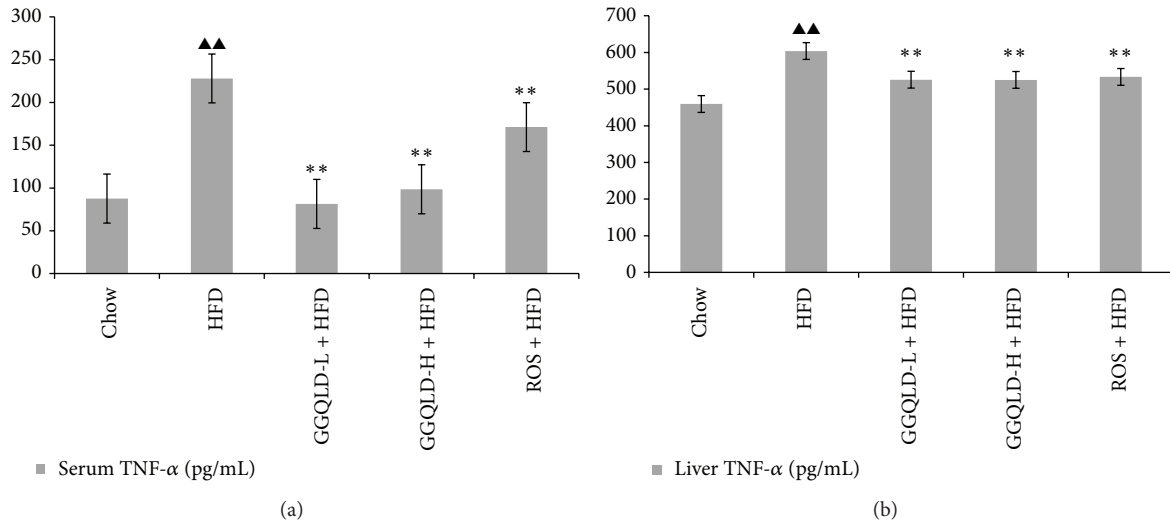 300
250
200
150
100
50
0
▲▲
**
**
**
Chow
HFD
GGQLD-L + HFD
GGQLD-H + HFD
ROS + HFD
Serum TNF-α (pg/mL)
(a)
700
600
500
400
300
200
100
0
▲▲
**
**
**
Chow
HFD
GGQLD-L + HFD
GGQLD-H + HFD
ROS + HFD
Liver TNF-α (pg/mL)
(b)